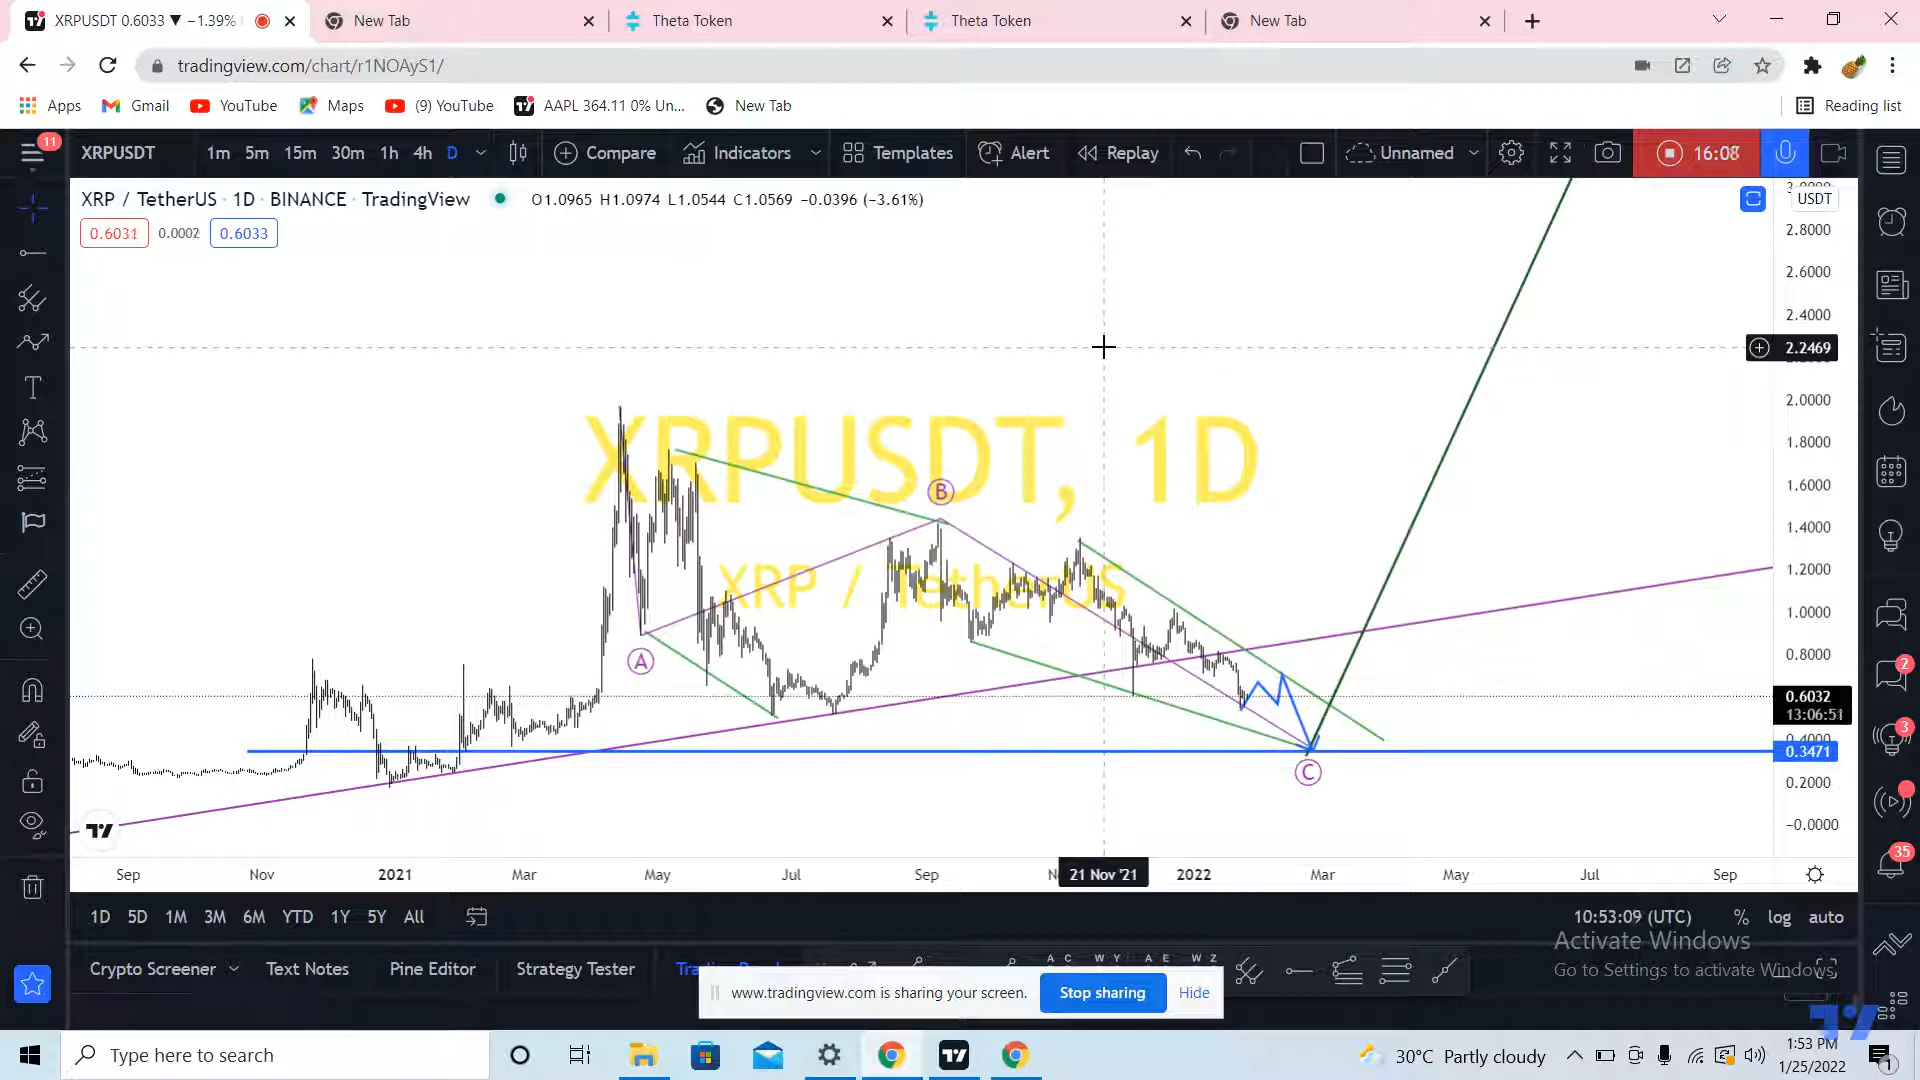 XRPUSDT 0.6033 ▼ −1.39%
New Tab
Theta Token
Theta Token
New Tab
tradingview.com/chart/r1NOAyS1/
Apps
Gmail
YouTube
Maps
(9) YouTube
AAPL 364.11 0% Un...
New Tab
Reading list
11
XRPUSDT
1m 5m 15m 30m 1h 4h D
Compare
Indicators
Templates
Alert
Replay
Unnamed
XRP / TetherUS · 1D · BINANCE · TradingView
O1.0965 H1.0974 L1.0544 C1.0569 −0.0396 (−3.61%)
USDT
0.6031 0.0002 0.6033
2.8000
2.6000
2.4000
2.2469
2.0000
1.8000
1.6000
1.4000
1.2000
1.0000
0.8000
0.6032
13:06:51
0.4000
0.3471
0.2000
−0.0000
XRPUSDT, 1D
XRP / TetherUS
A
B
C
Sep Nov 2021 Mar May Jul Sep 21 Nov '21 2022 Mar May Jul Sep
2
3
35
1D 5D 1M 3M 6M YTD 1Y 5Y All
10:53:09 (UTC) % log auto
Activate Windows
Go to Settings to activate Windows.
Crypto Screener
Text Notes
Pine Editor
Strategy Tester
A C W Y A E W Z
www.tradingview.com is sharing your screen.
Stop sharing
Hide
Type here to search
30°C Partly cloudy
1:53 PM
1/25/2022
1